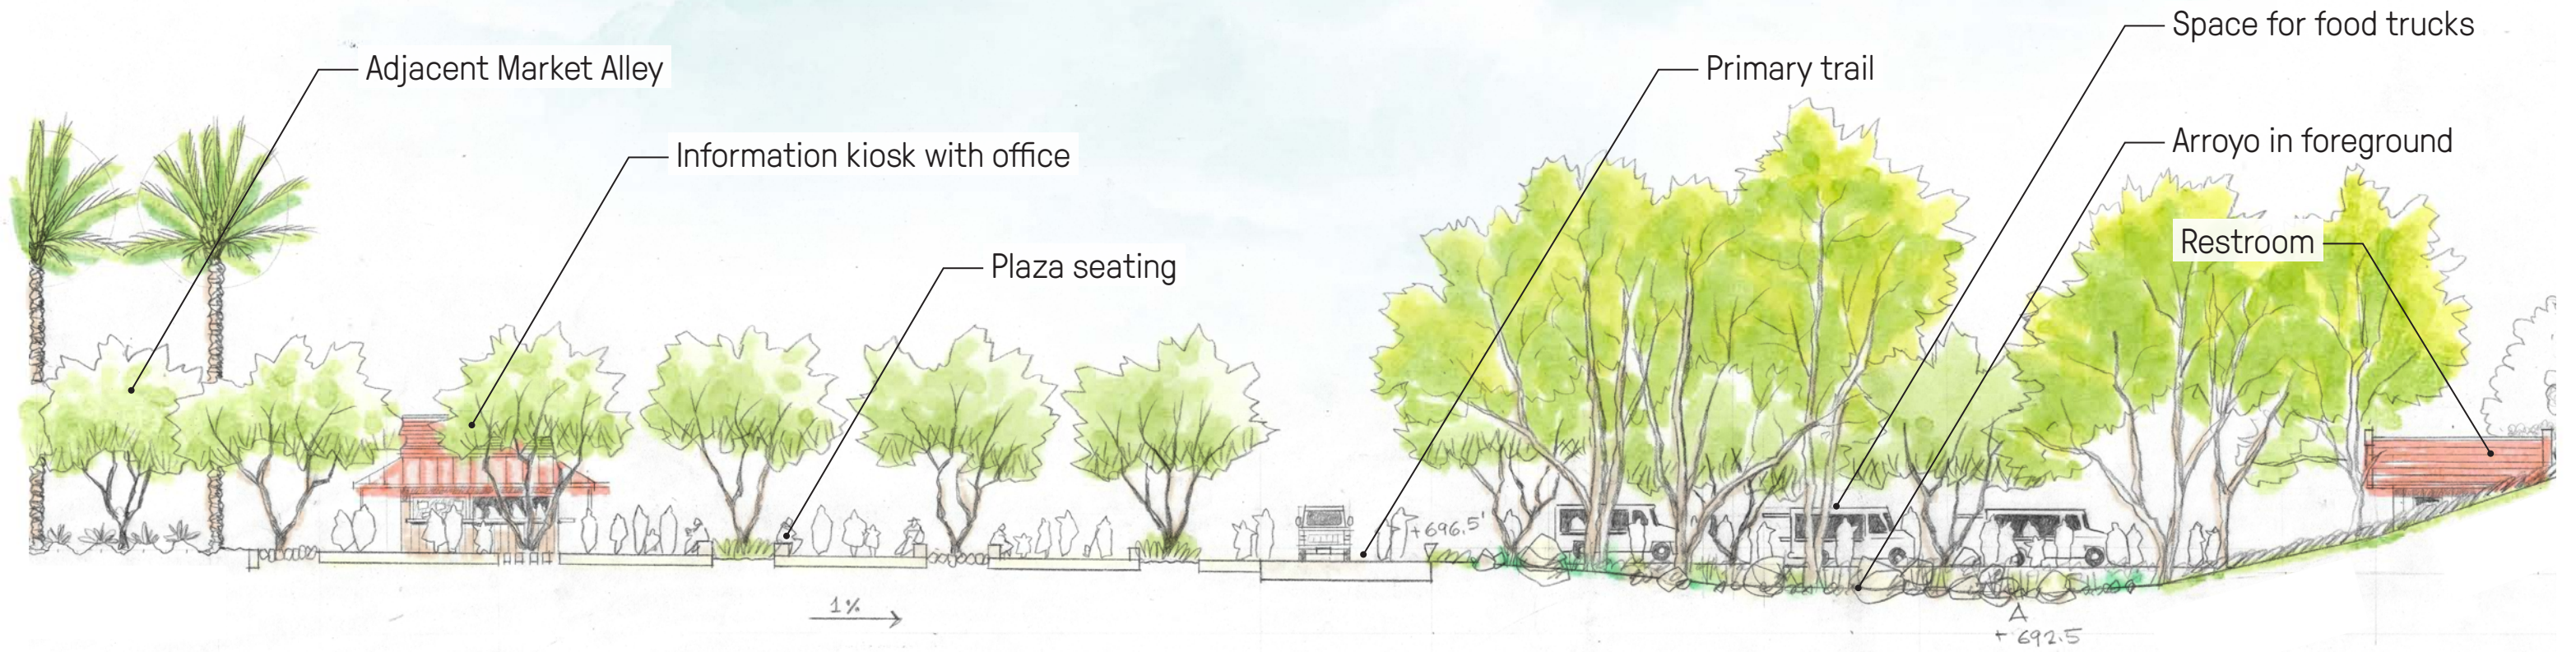 Space for food trucks
Adjacent Market Alley
Primary trail
Arroyo in foreground
Information kiosk with office
Restroom
Plaza seating
+696.5'
1%
+ 692.5